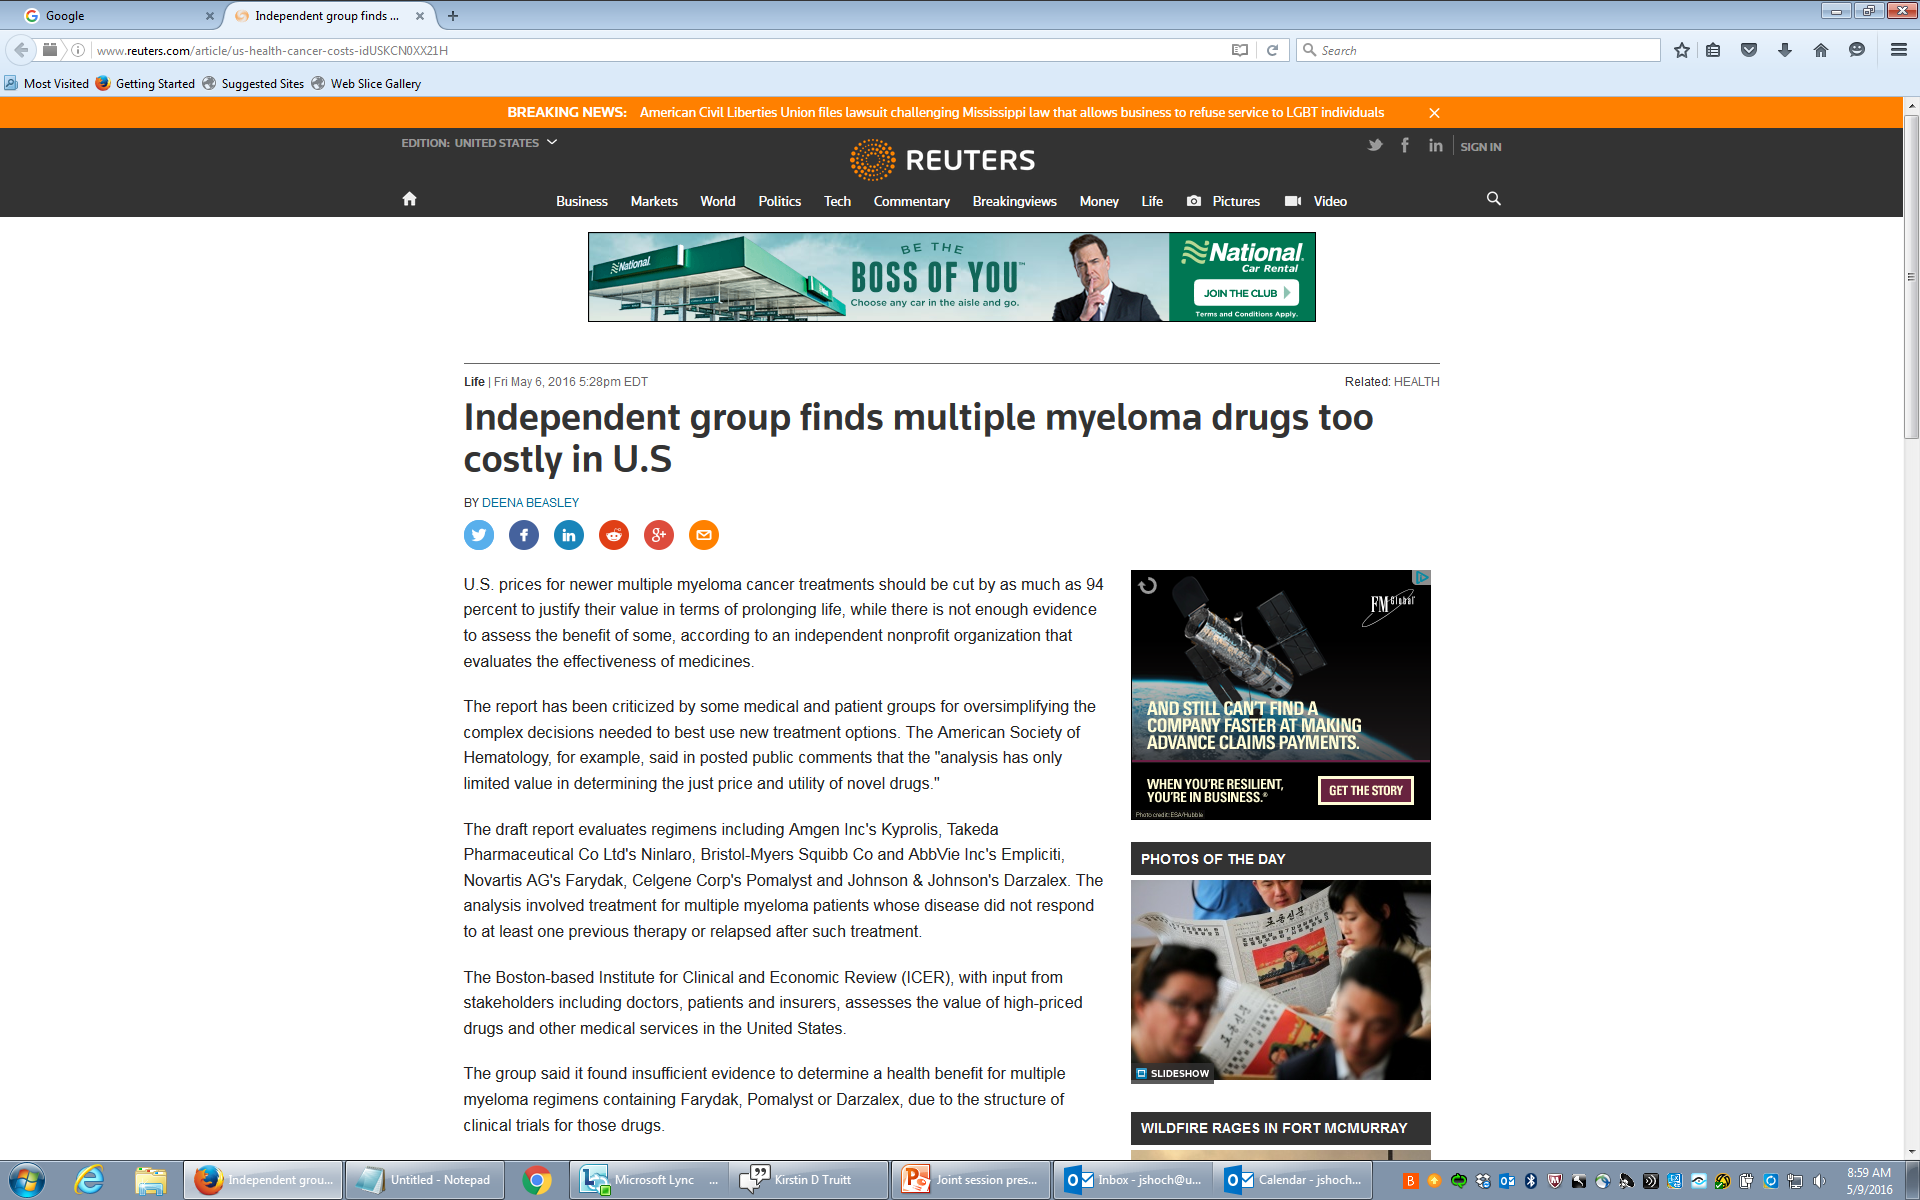 Google
Independent group finds ...
www.reuters.com/article/us-health-cancer-costs-idUSKCN0XX21H
Search
Most Visited
Getting Started
Suggested Sites
Web Slice Gallery
BREAKING NEWS: American Civil Liberties Union files lawsuit challenging Mississippi law that allows business to refuse service to LGBT individuals
EDITION: UNITED STATES
REUTERS
SIGN IN
Business Markets World Politics Tech Commentary Breakingviews Money Life Pictures Video
National
BE THE
BOSS OF YOU™
Choose any car in the aisle and go.
National
Car Rental
JOIN THE CLUB
Terms and Conditions Apply.
Life | Fri May 6, 2016 5:28pm EDT
Related: HEALTH
Independent group finds multiple myeloma drugs too
costly in U.S
BY DEENA BEASLEY
U.S. prices for newer multiple myeloma cancer treatments should be cut by as much as 94
percent to justify their value in terms of prolonging life, while there is not enough evidence
to assess the benefit of some, according to an independent nonprofit organization that
evaluates the effectiveness of medicines.
The report has been criticized by some medical and patient groups for oversimplifying the
complex decisions needed to best use new treatment options. The American Society of
Hematology, for example, said in posted public comments that the "analysis has only
limited value in determining the just price and utility of novel drugs."
The draft report evaluates regimens including Amgen Inc's Kyprolis, Takeda
Pharmaceutical Co Ltd's Ninlaro, Bristol-Myers Squibb Co and AbbVie Inc's Empliciti,
Novartis AG's Farydak, Celgene Corp's Pomalyst and Johnson & Johnson's Darzalex. The
analysis involved treatment for multiple myeloma patients whose disease did not respond
to at least one previous therapy or relapsed after such treatment.
The Boston-based Institute for Clinical and Economic Review (ICER), with input from
stakeholders including doctors, patients and insurers, assesses the value of high-priced
drugs and other medical services in the United States.
The group said it found insufficient evidence to determine a health benefit for multiple
myeloma regimens containing Farydak, Pomalyst or Darzalex, due to the structure of
clinical trials for those drugs.
FM Global
AND STILL CAN'T FIND A
COMPANY FASTER AT MAKING
ADVANCE CLAIMS PAYMENTS.
WHEN YOU'RE RESILIENT,
YOU'RE IN BUSINESS.®
GET THE STORY
Photo credit: ESA/Hubble
PHOTOS OF THE DAY
로동신문
로동신문
SLIDESHOW
WILDFIRE RAGES IN FORT MCMURRAY
Independent grou...
Untitled - Notepad
Microsoft Lync ...
Kirstin D Truitt
Joint session pres...
Inbox - jshoch@u...
Calendar - jshoch...
8:59 AM
5/9/2016